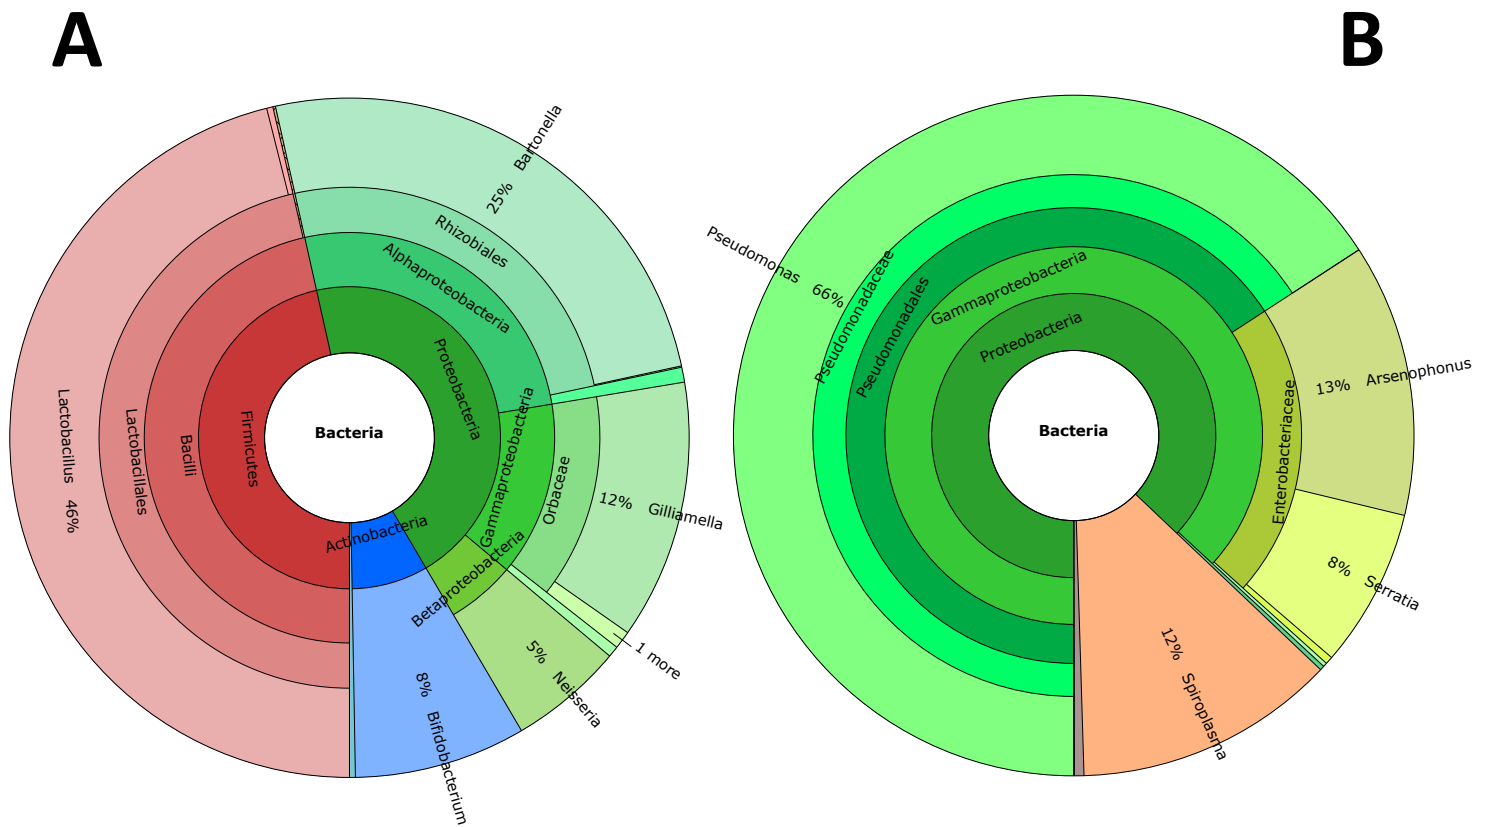 A
B
Bacteria
Firmicutes
Bacilli
Lactobacillales
Lactobacillus 46%
Proteobacteria
Alphaproteobacteria
Rhizobiales
25% Bartonella
Gammaproteobacteria
Orbaceae
12% Gilliamella
1 more
Betaproteobacteria
5% Neisseria
Actinobacteria
8% Bifidobacterium
Bacteria
Proteobacteria
Gammaproteobacteria
Pseudomonadales
Pseudomonadaceae
Pseudomonas 66%
Enterobacteriaceae
13% Arsenophonus
8% Serratia
12% Spiroplasma